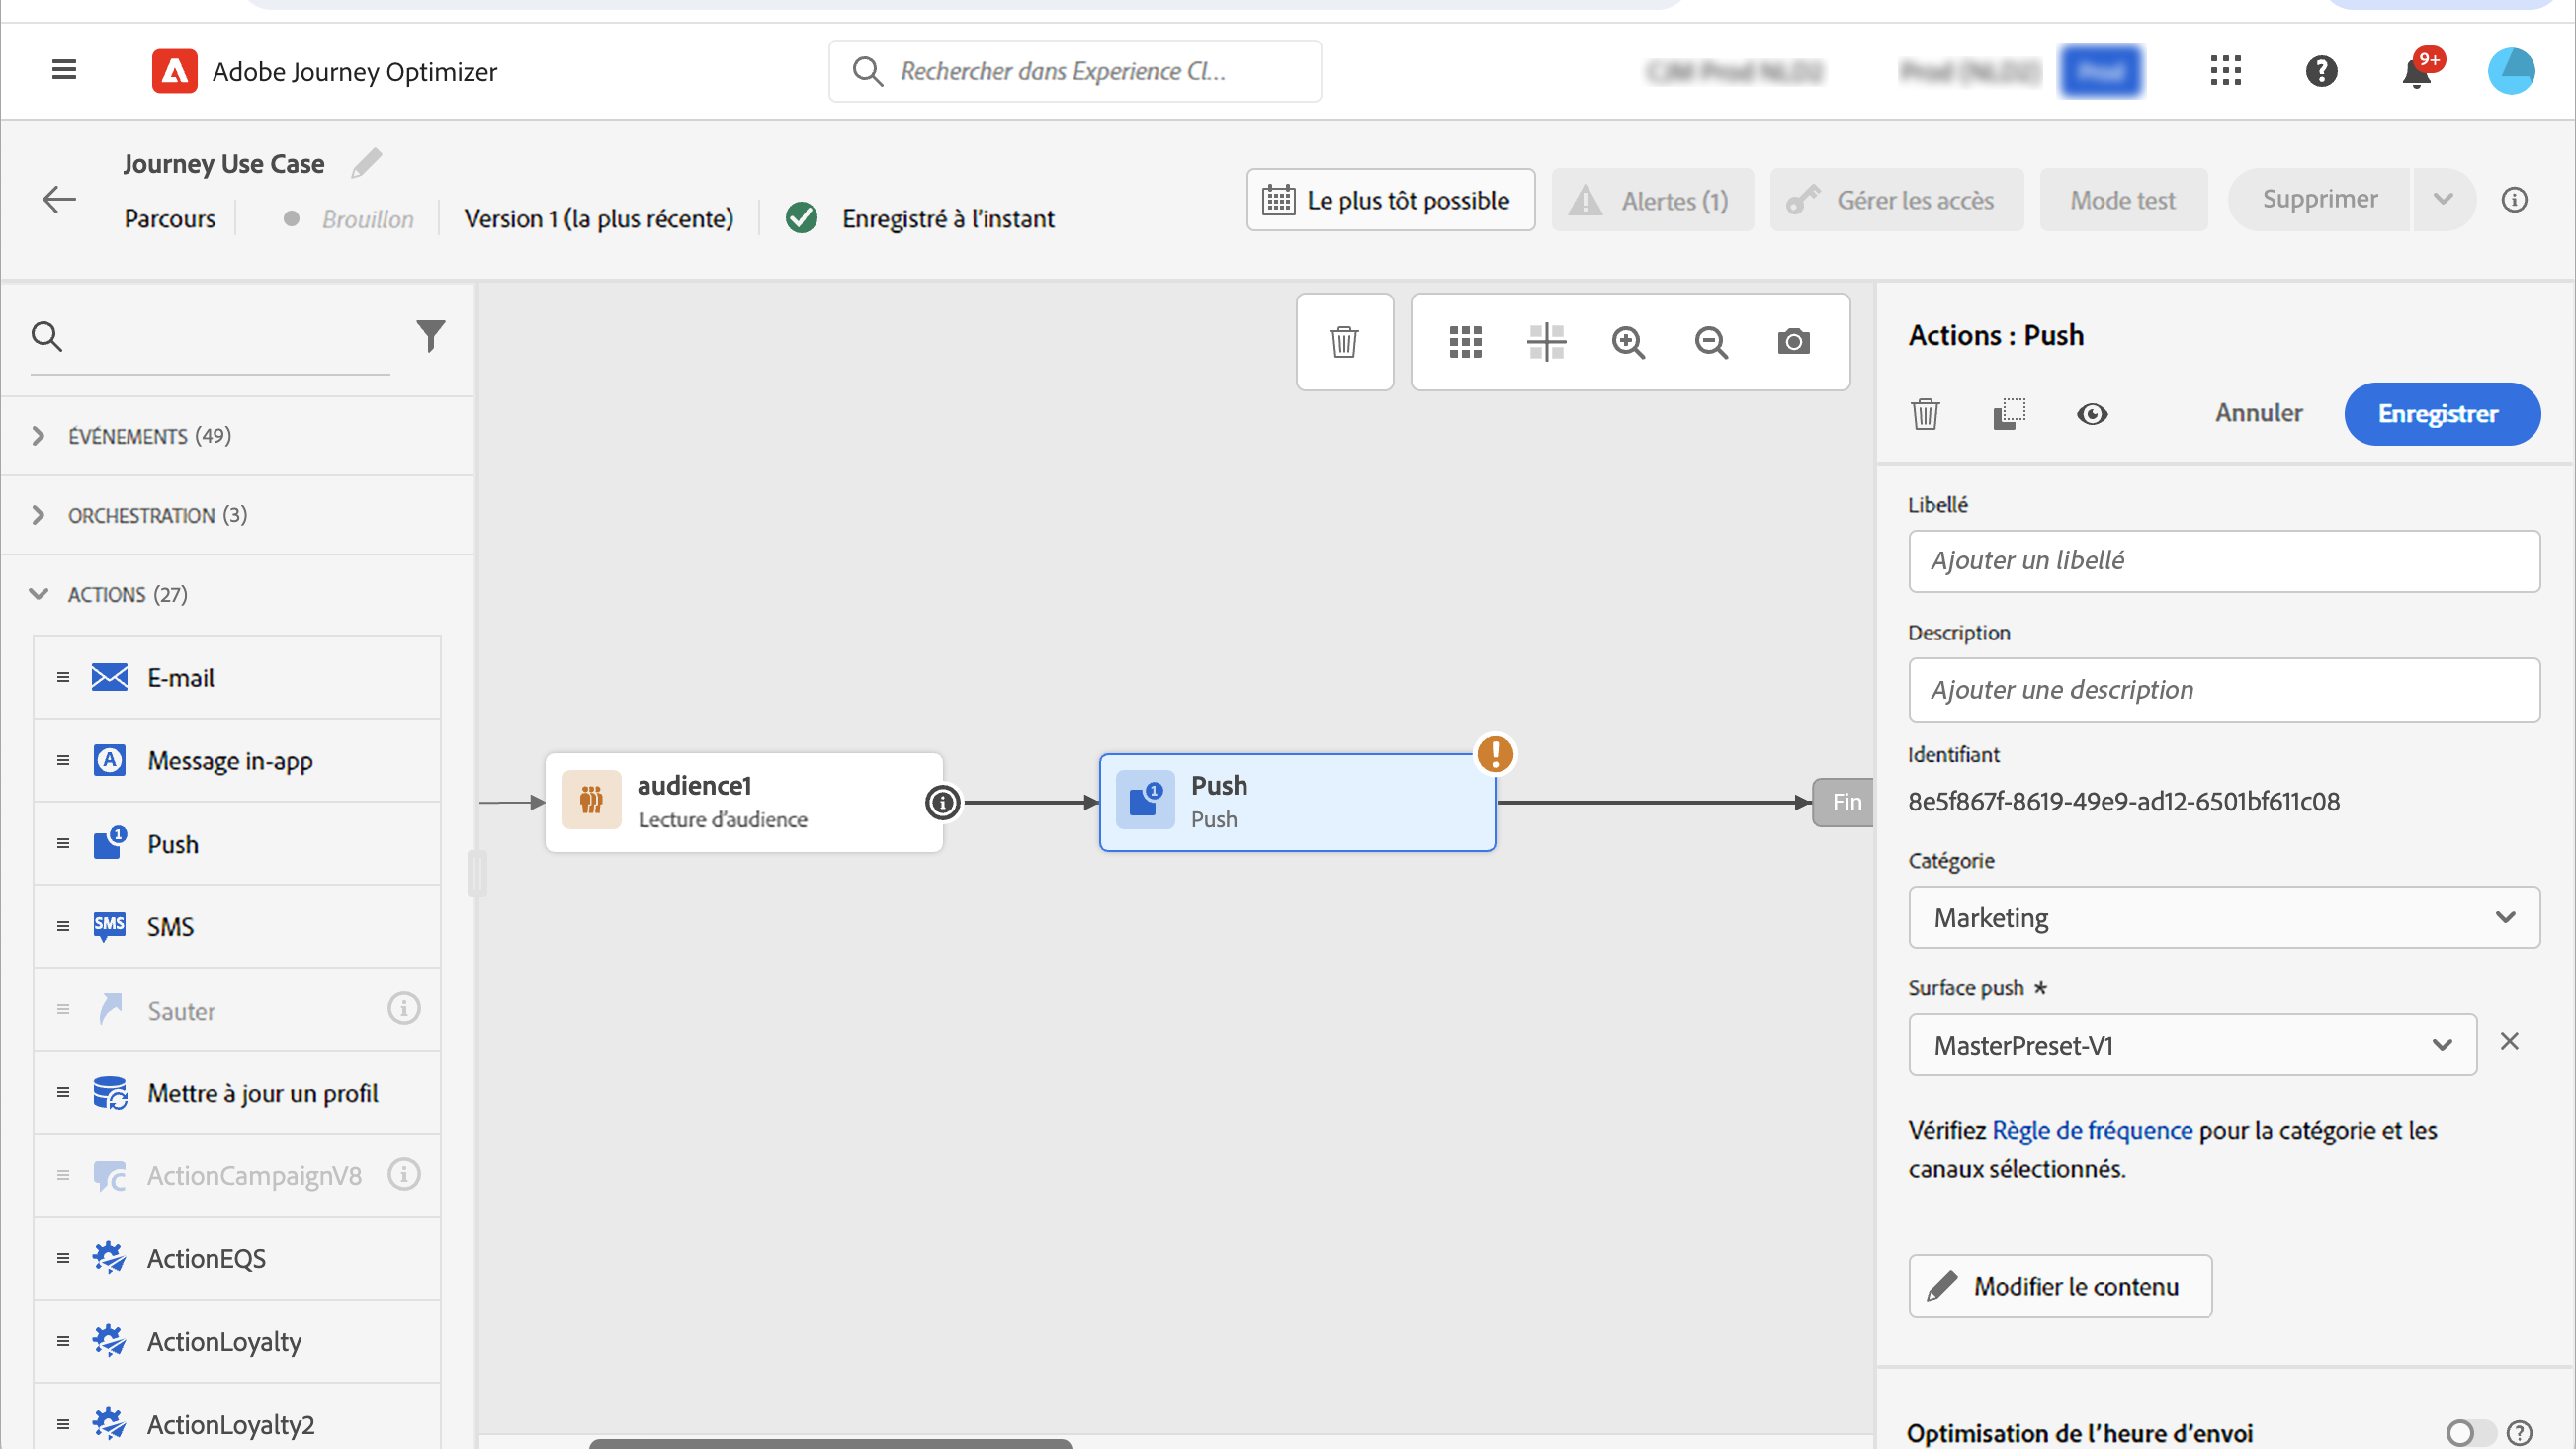 Adobe Journey Optimizer
Rechercher dans Experience Cl...
9+
Journey Use Case
Parcours
Brouillon
Version 1 (la plus récente)
Enregistré à l'instant
Le plus tôt possible
Alertes (1)
Gérer les accès
Mode test
Supprimer
ÉVÉNEMENTS (49)
ORCHESTRATION (3)
ACTIONS (27)
E-mail
Message in-app
Push
SMS
SMS
Sauter
Mettre à jour un profil
ActionCampaignV8
ActionEQS
ActionLoyalty
ActionLoyalty2
audience1
Lecture d'audience
Push
Push
Fin
Actions : Push
Annuler
Enregistrer
Libellé
Ajouter un libellé
Description
Ajouter une description
Identifiant
8e5f867f-8619-49e9-ad12-6501bf611c08
Catégorie
Marketing
Surface push *
MasterPreset-V1
Vérifiez Règle de fréquence pour la catégorie et les
canaux sélectionnés.
Modifier le contenu
Optimisation de l'heure d'envoi